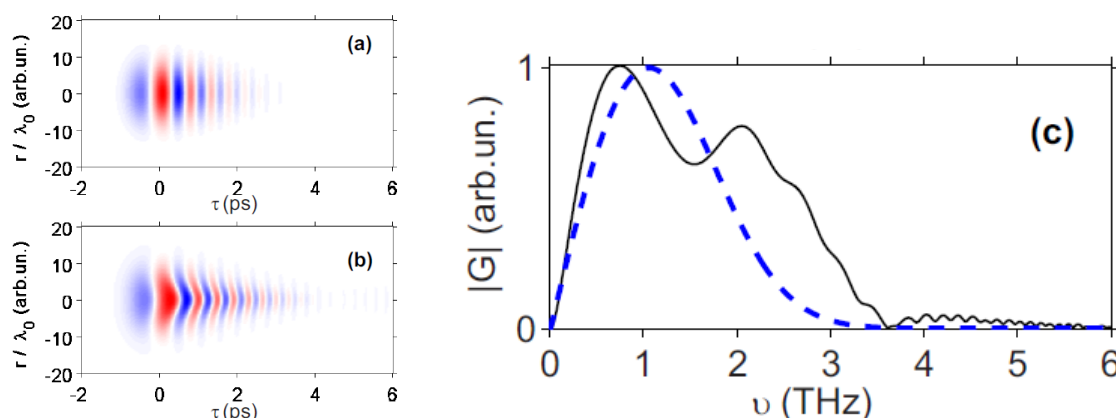 20
10
0
-10
-20
r / λ₀ (arb.un.)
(a)
-2 0 2 4 6
τ (ps)
20
10
0
-10
-20
r / λ₀ (arb.un.)
(b)
-2 0 2 4 6
τ (ps)
1
0
|G| (arb.un.)
(c)
0 1 2 3 4 5 6
υ (THz)